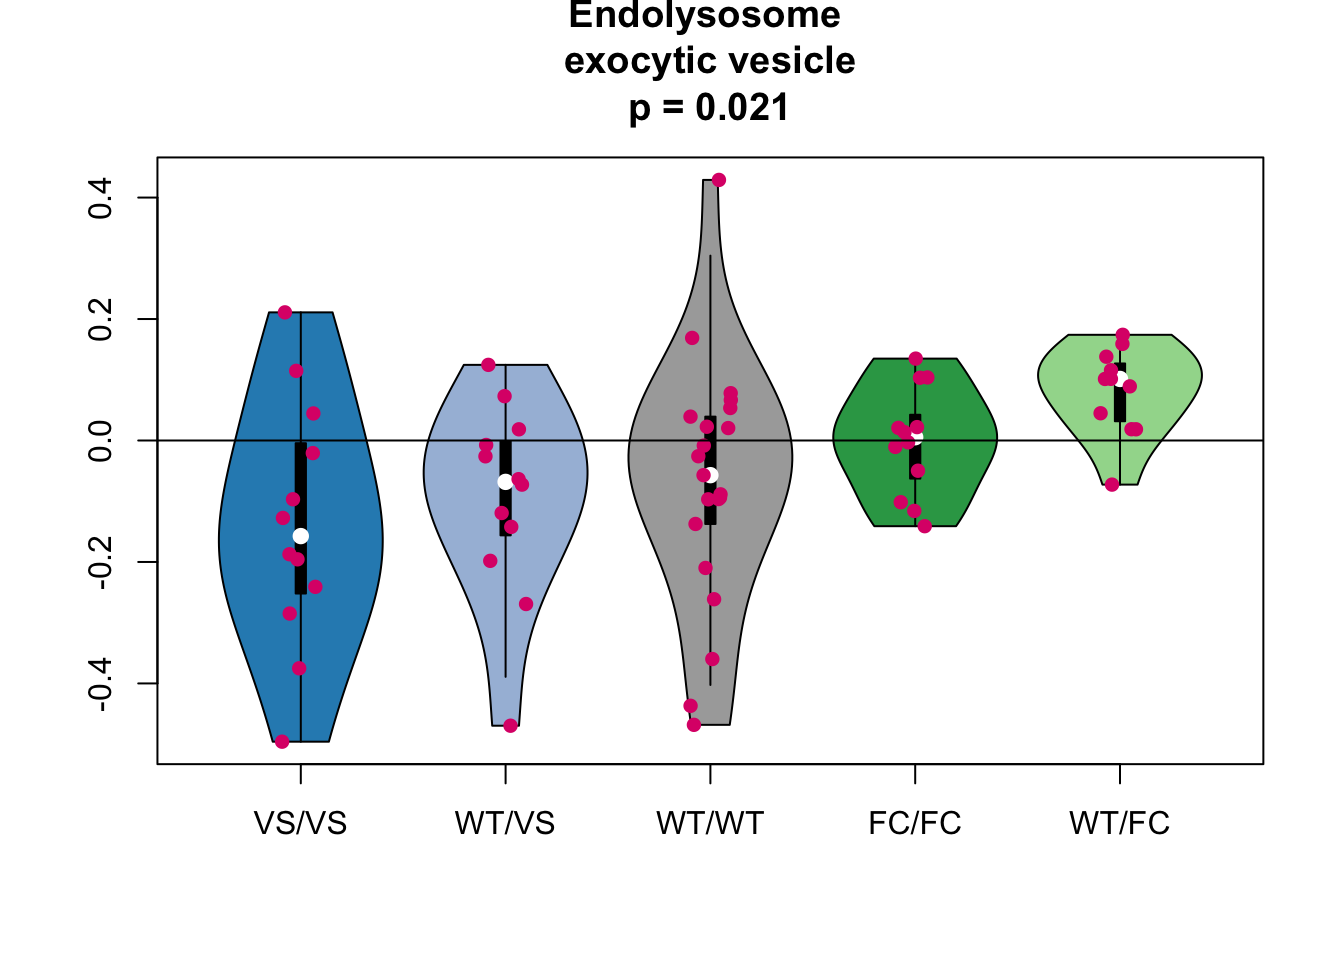 Endolysosome
exocytic vesicle
p = 0.021
0.4
0.2
0.0
-0.2
-0.4
VS/VS WT/VS WT/WT FC/FC WT/FC